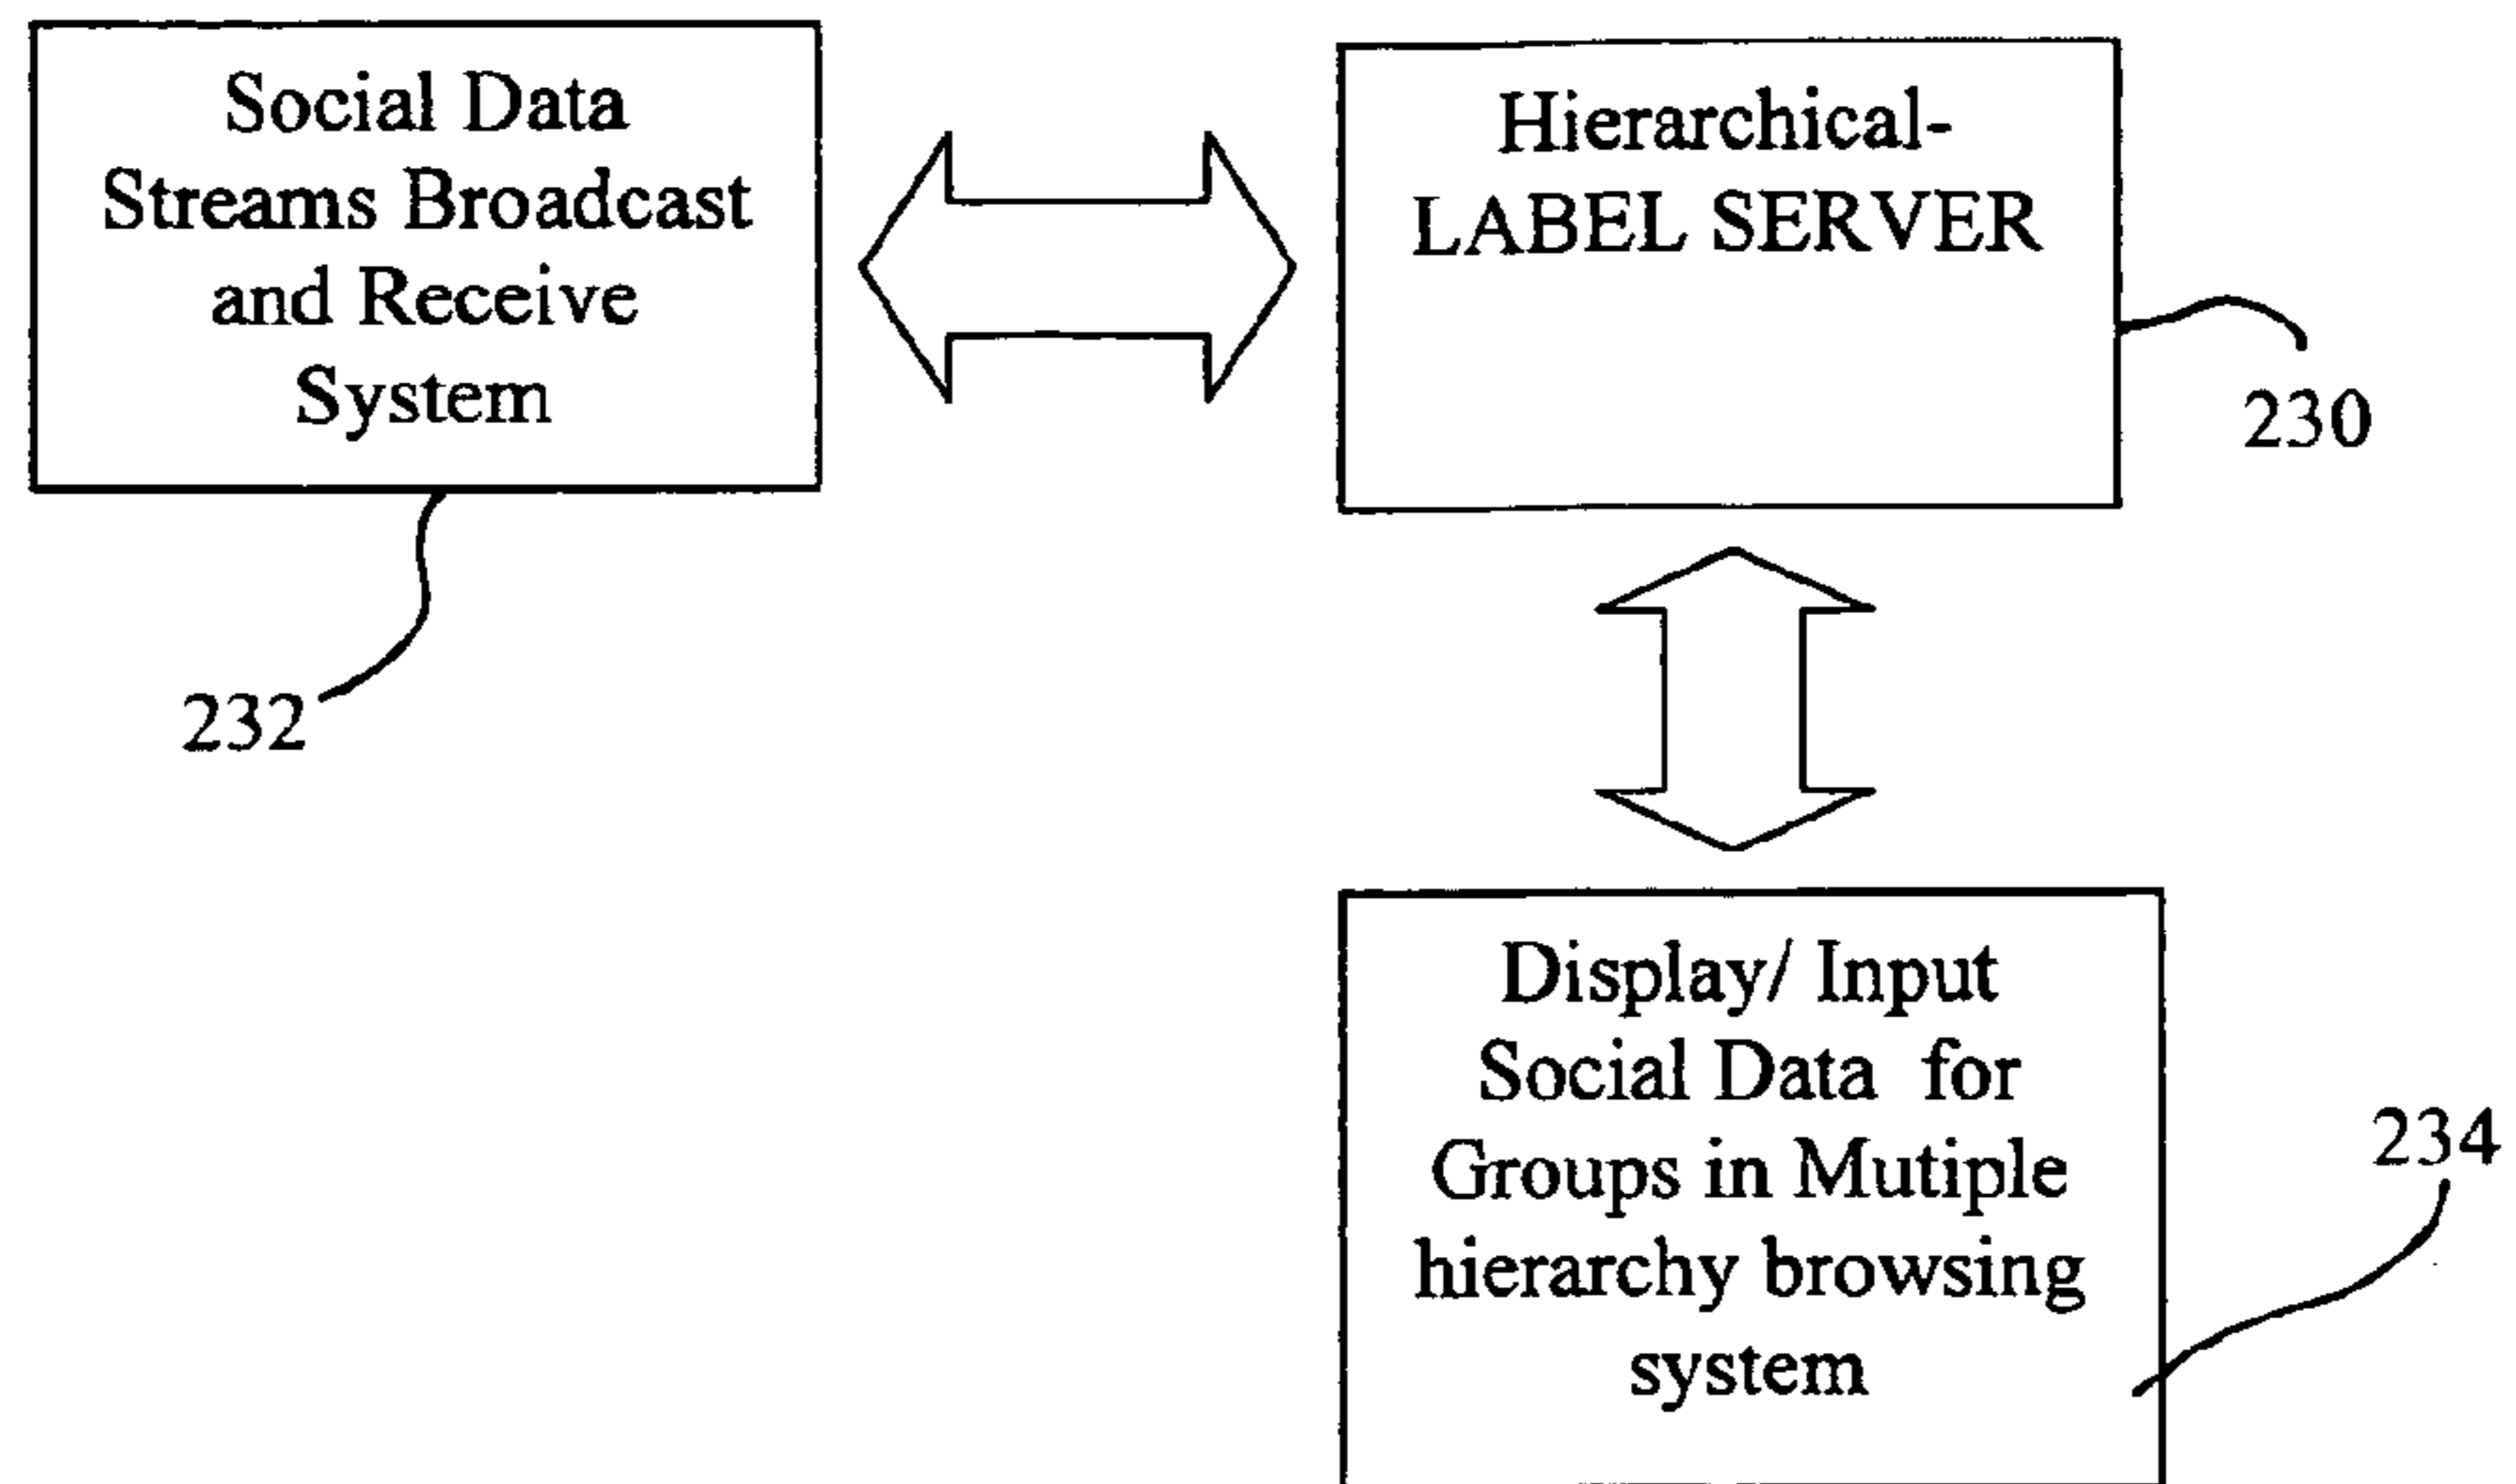 Social Data
Streams Broadcast
and Receive
System
232
Hierarchical-
LABEL SERVER
230
Display/ Input
Social Data for
Groups in Mutiple
hierarchy browsing
system
234